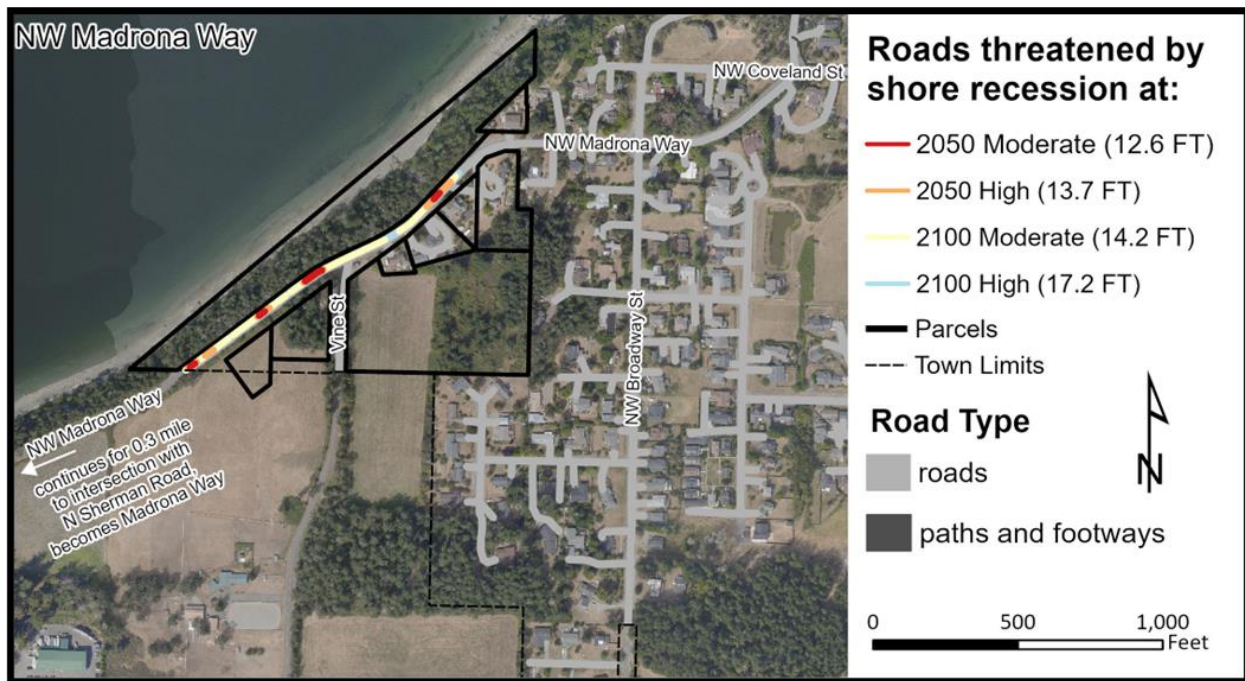 NW Madrona Way
NW Coveland St
NW Madrona Way
Vine St
NW Broadway St
NW Madrona Way
continues for 0.3 mile
to intersection with
N Sherman Road,
becomes Madrona Way
Roads threatened by
shore recession at:
2050 Moderate (12.6 FT)
2050 High (13.7 FT)
2100 Moderate (14.2 FT)
2100 High (17.2 FT)
Parcels
Town Limits
Road Type
roads
paths and footways
N
0 500 1,000
Feet